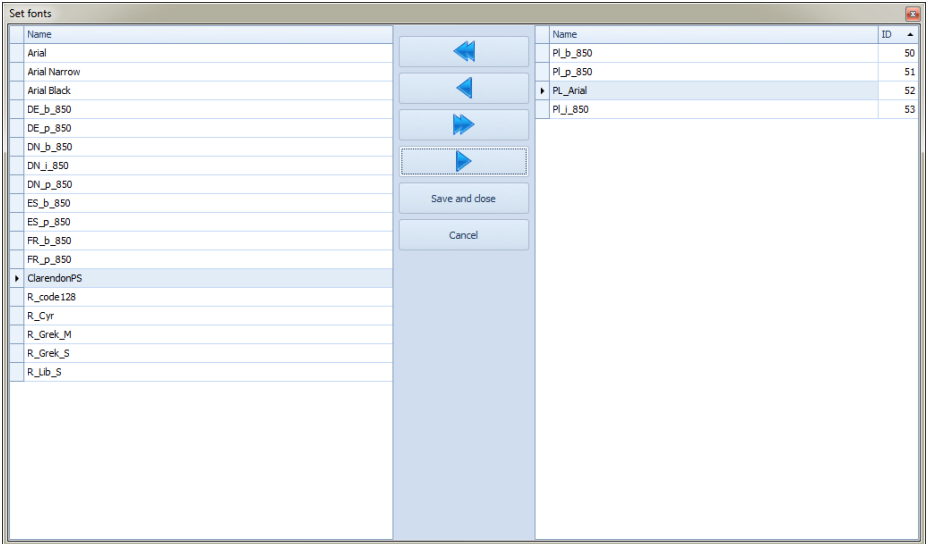 Set fonts
Name
Arial
Arial Narrow
Arial Black
DE_b_850
DE_p_850
DN_b_850
DN_i_850
DN_p_850
ES_b_850
ES_p_850
FR_b_850
FR_p_850
ClarendonPS
R_code128
R_Cyr
R_Grek_M
R_Grek_S
R_Lib_S
Save and close
Cancel
Name ID
Pl_b_850 50
Pl_p_850 51
PL_Arial 52
Pl_i_850 53